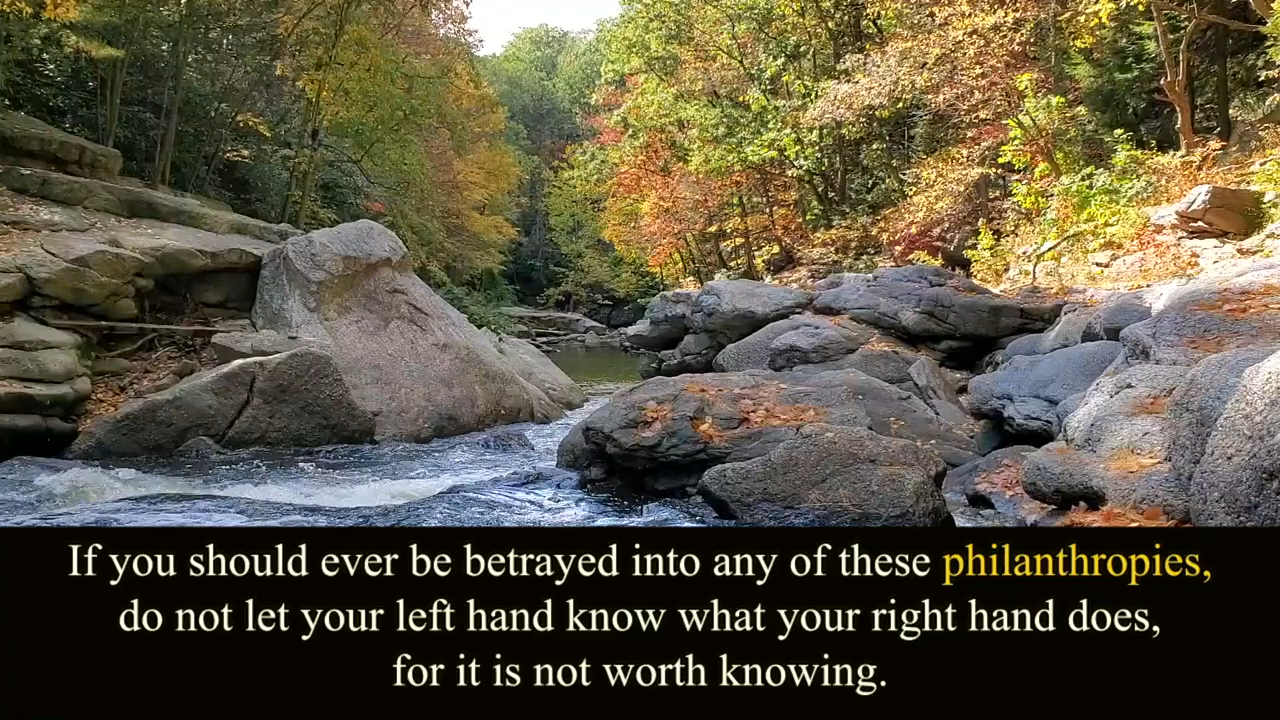 If you should ever be betrayed into any of these philanthropies,
do not let your left hand know what your right hand does,
for it is not worth knowing.